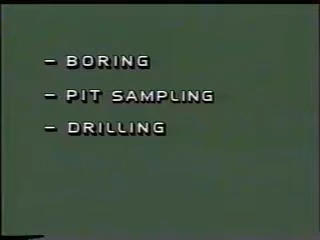 – BORING
– PIT SAMPLING
– DRILLING